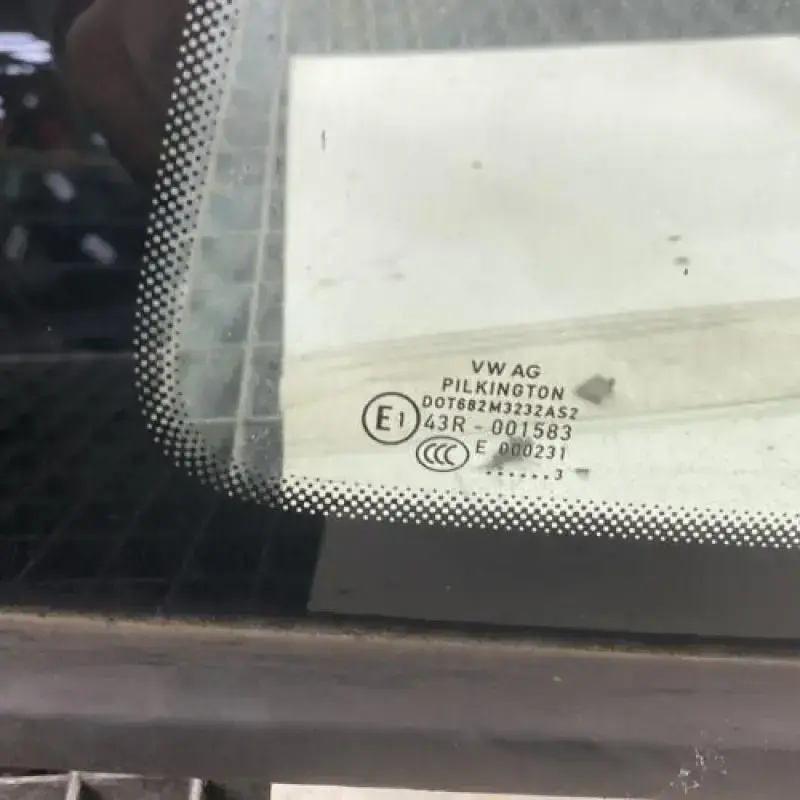 VW AG
PILKINGTON
DOT682M3232AS2
E1 43R - 001583
CCC E 000231
......3